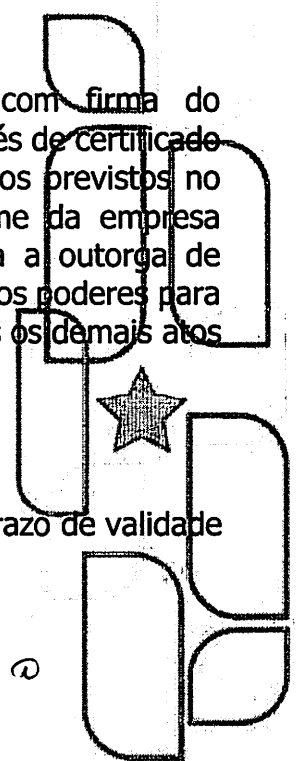 com firma do
és de certificado
os previstos no
me da empresa
a a outorga de
os poderes para
s os demais atos
razo de validade